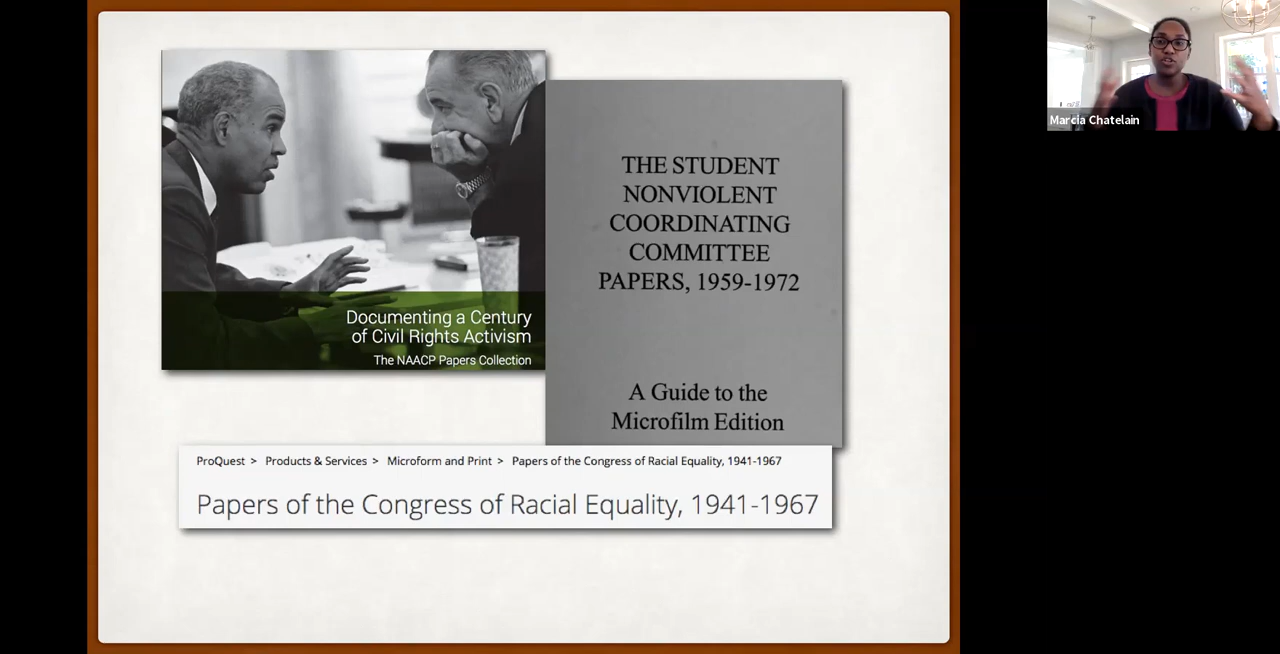 Documenting a Century
of Civil Rights Activism
The NAACP Papers Collection
THE STUDENT
NONVIOLENT
COORDINATING
COMMITTEE
PAPERS, 1959-1972
A Guide to the
Microfilm Edition
ProQuest > Products & Services > Microform and Print > Papers of the Congress of Racial Equality, 1941-1967
Papers of the Congress of Racial Equality, 1941-1967
Marcia Chatelain